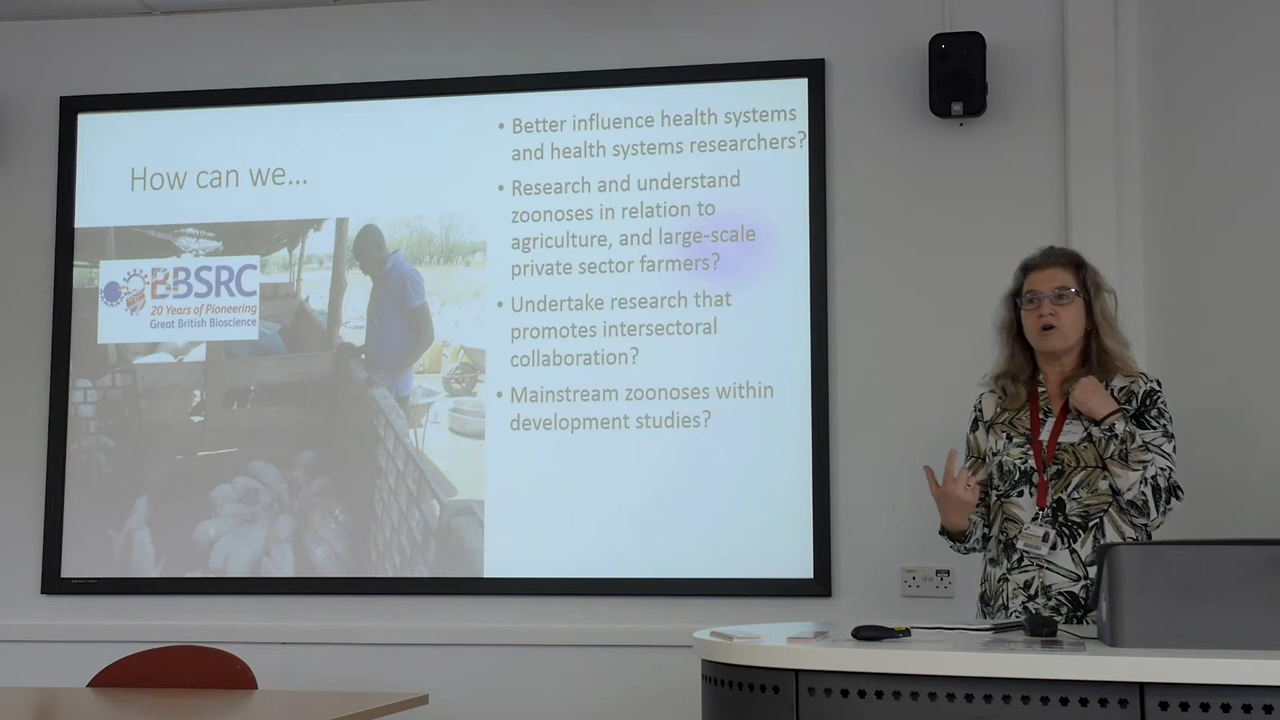 How can we...
BBSRC
20 Years of Pioneering
Great British Bioscience
• Better influence health systems
and health systems researchers?
• Research and understand
zoonoses in relation to
agriculture, and large-scale
private sector farmers?
• Undertake research that
promotes intersectoral
collaboration?
• Mainstream zoonoses within
development studies?